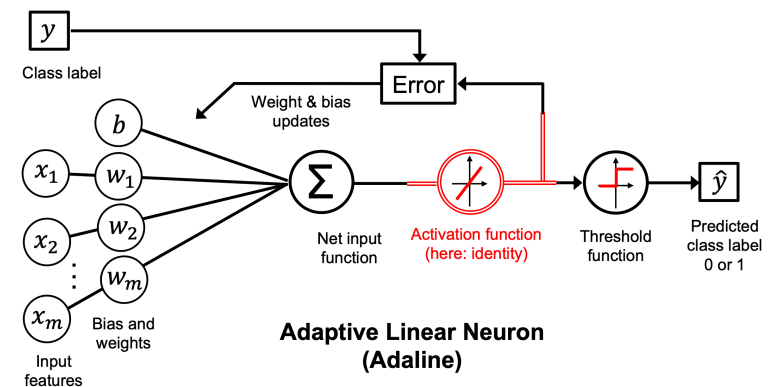 y
Class label
Error
Weight & bias
updates
b
x₁
w₁
x₂
w₂
⋮
wₘ
xₘ
Σ
Net input
function
Activation function
(here: identity)
Threshold
function
ŷ
Predicted
class label
0 or 1
Bias and
weights
Input
features
Adaptive Linear Neuron
(Adaline)